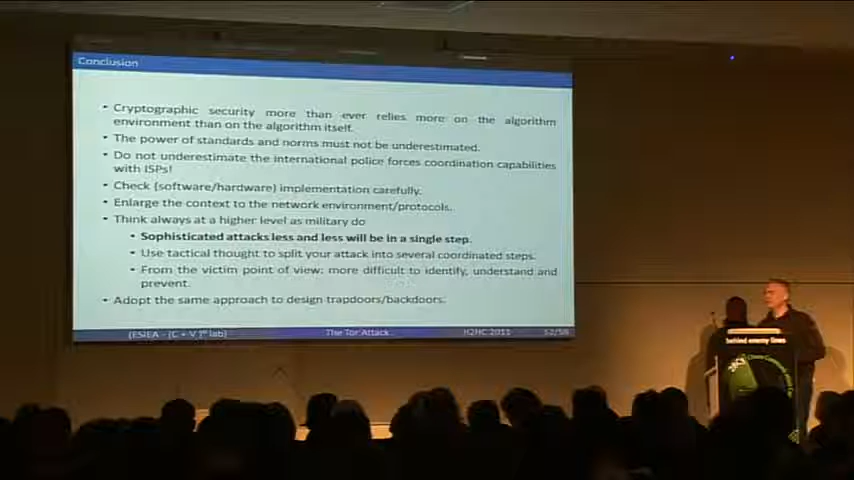 Conclusion
• Cryptographic security more than ever relies more on the algorithm
environment than on the algorithm itself.
• The power of standards and norms must not be underestimated.
• Do not underestimate the international police forces coordination capabilities
with ISPs!
• Check (software/hardware) implementation carefully.
• Enlarge the context to the network environment/protocols.
• Think always at a higher level as military do
• Sophisticated attacks less and less will be in a single step.
• Use tactical thought to split your attack into several coordinated steps.
• From the victim point of view: more difficult to identify, understand and
prevent.
• Adopt the same approach to design trapdoors/backdoors.
(ESIEA - (C + V)ᴼ lab) The Tor Attack H2HC 2011 52/58
behind enemy lines